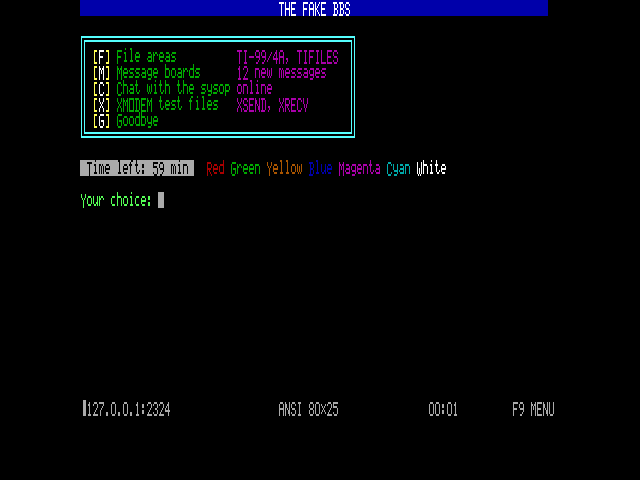 THE FAKE BBS
[F] File areas TI-99/4A, TIFILES
[M] Message boards 12 new messages
[C] Chat with the sysop online
[X] XMODEM test files XSEND, XRECV
[G] Goodbye
Time left: 59 min Red Green Yellow Blue Magenta Cyan White
Your choice:
127.0.0.1:2324 ANSI 80×25 00:01 F9 MENU